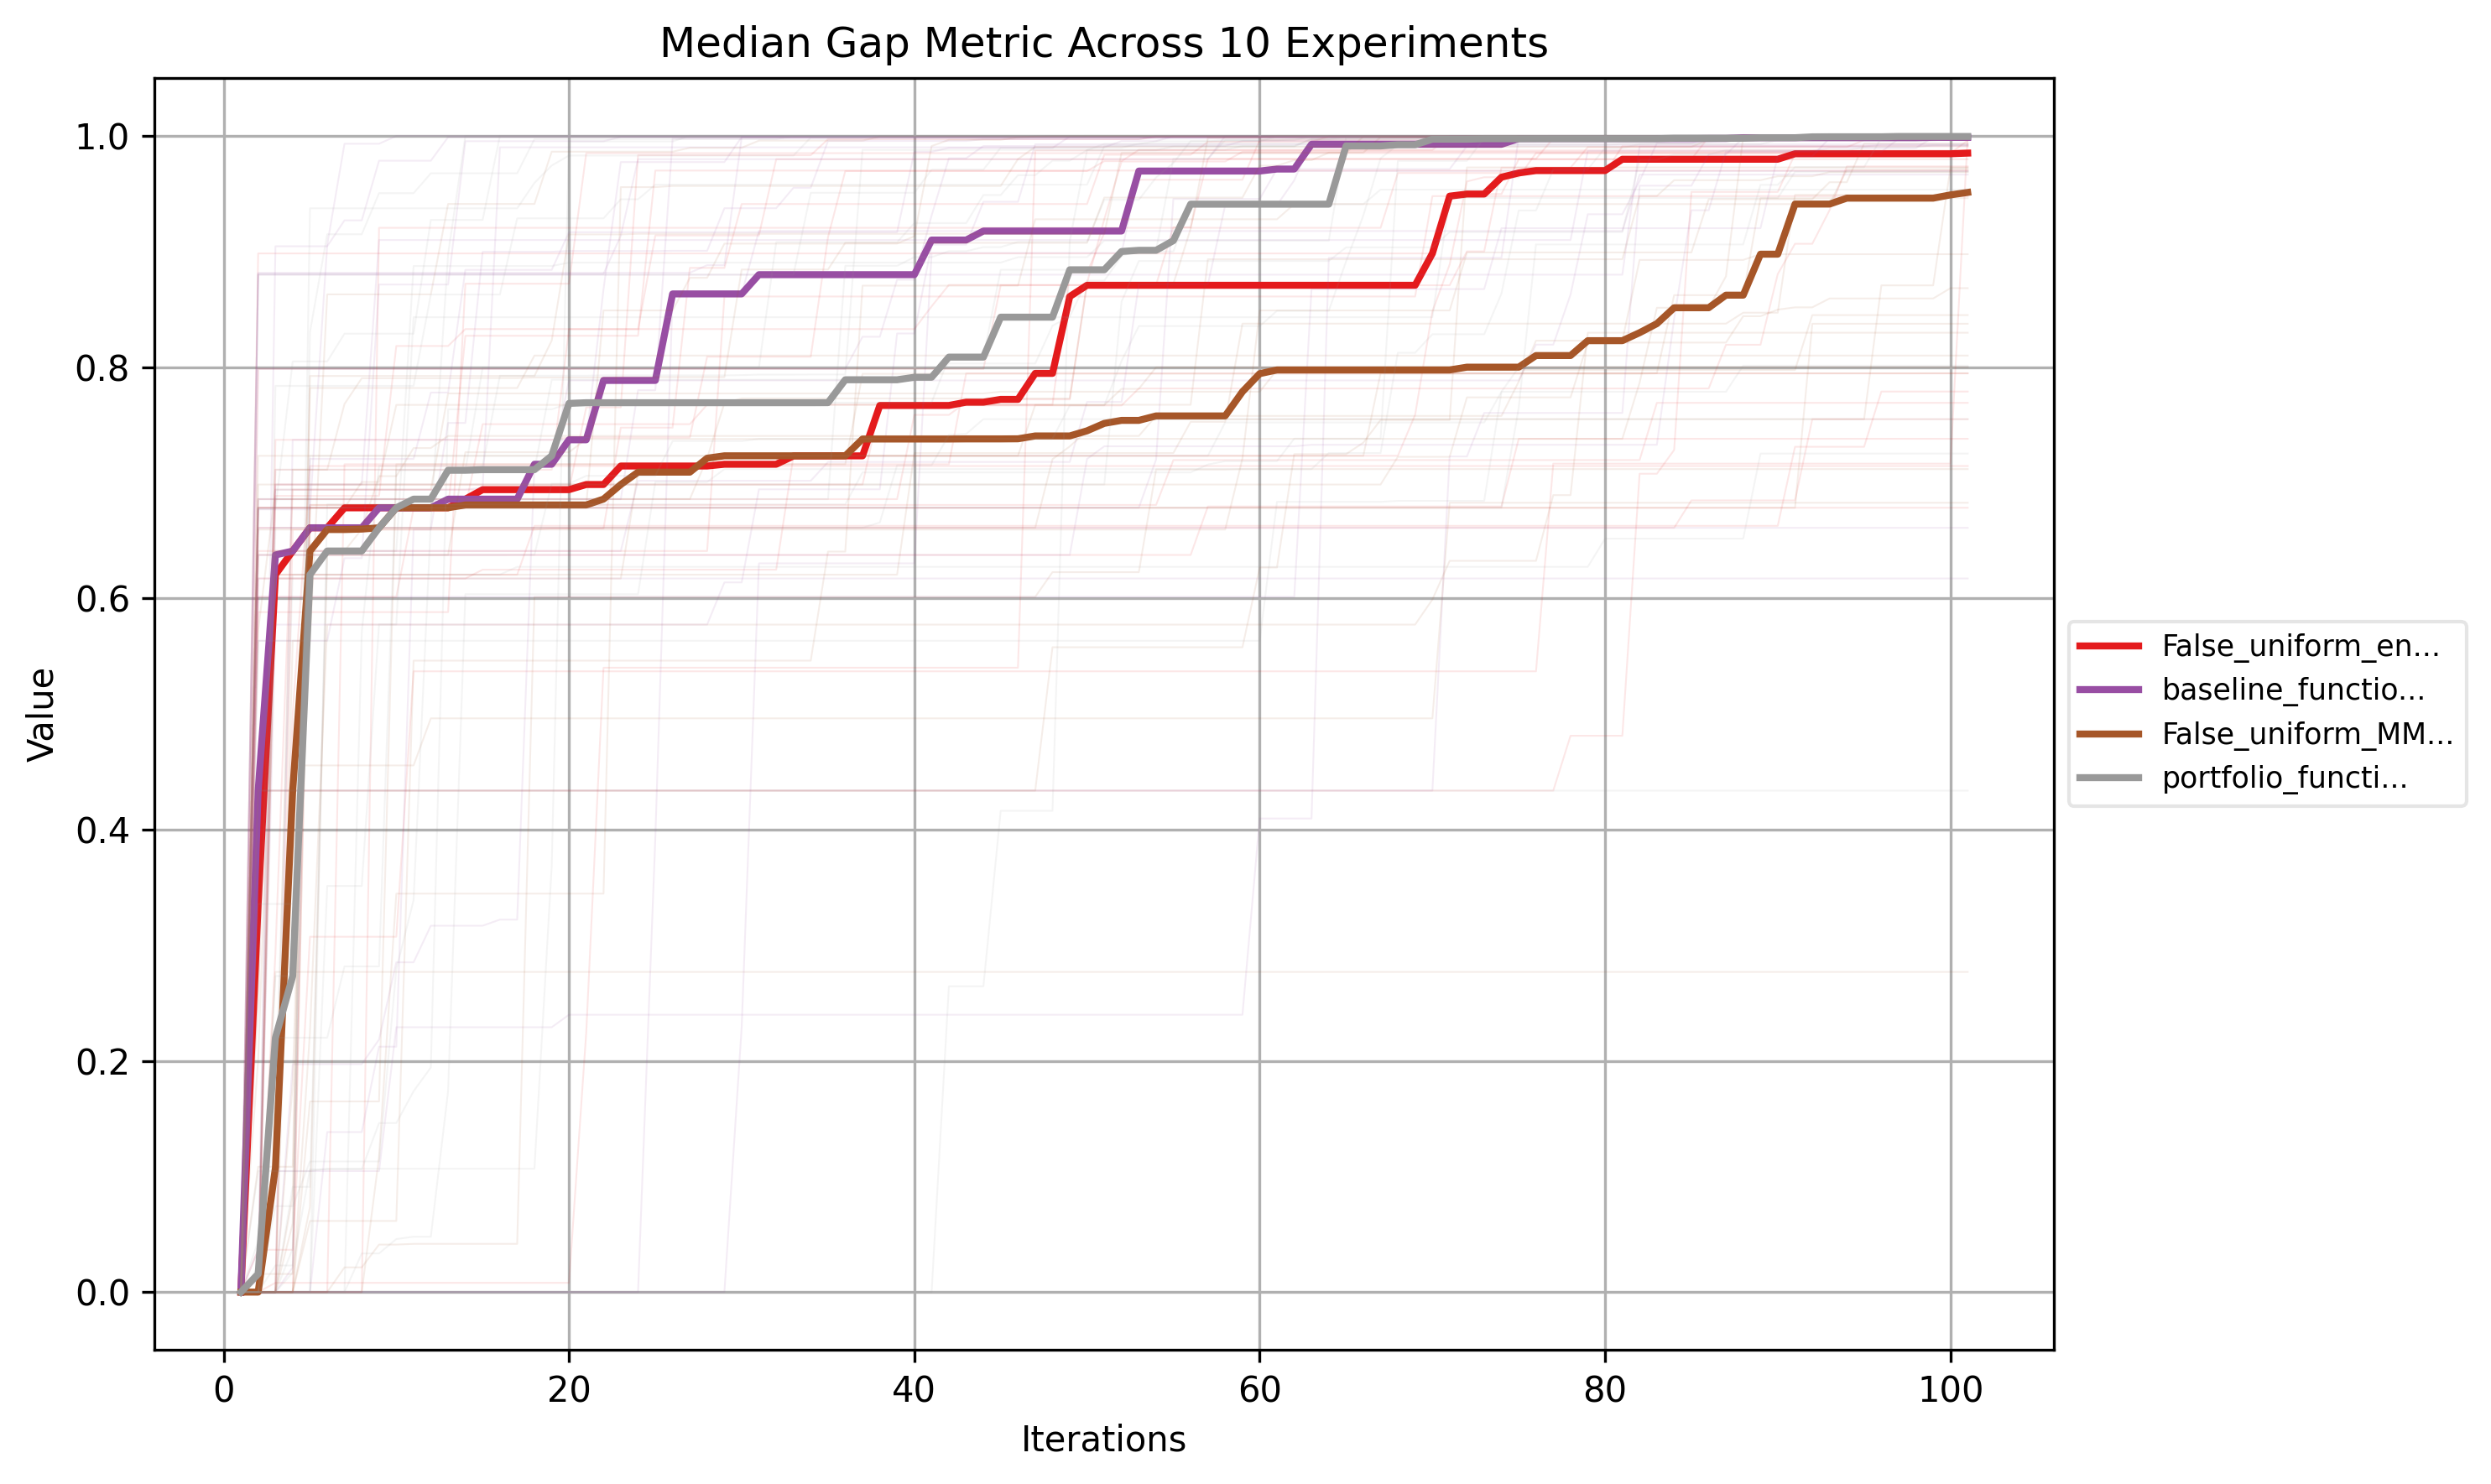 Median Gap Metric Across 10 Experiments
Value
1.0
0.8
0.6
0.4
0.2
0.0
0 20 40 60 80 100
Iterations
False_uniform_en...
baseline_functio...
False_uniform_MM...
portfolio_functi...